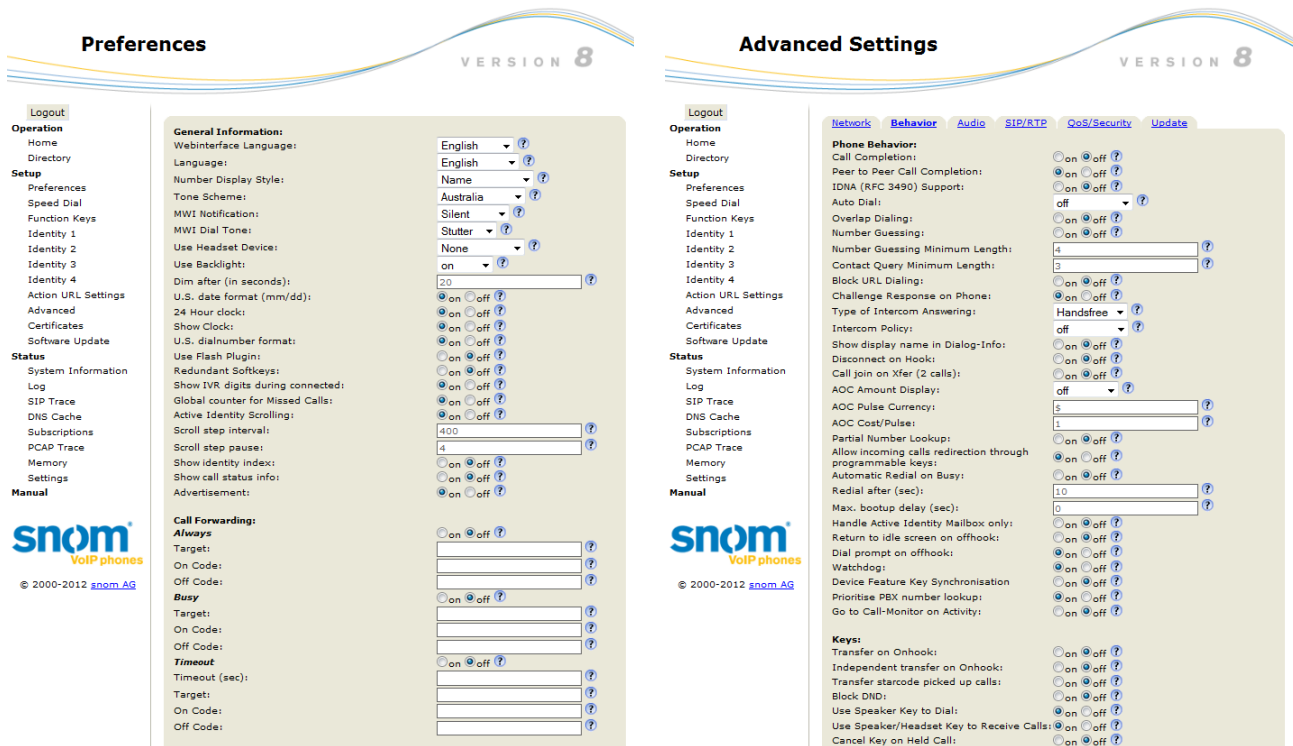 Preferences
VERSION 8
Logout
Operation
Home
Directory
Setup
Preferences
Speed Dial
Function Keys
Identity 1
Identity 2
Identity 3
Identity 4
Action URL Settings
Advanced
Certificates
Software Update
Status
System Information
Log
SIP Trace
DNS Cache
Subscriptions
PCAP Trace
Memory
Settings
Manual
snom
VoIP phones
© 2000-2012 snom AG
General Information:
Webinterface Language: English ?
Language: English ?
Number Display Style: Name ?
Tone Scheme: Australia ?
MWI Notification: Silent ?
MWI Dial Tone: Stutter ?
Use Headset Device: None ?
Use Backlight: on ?
Dim after (in seconds): 20 ?
U.S. date format (mm/dd): on off ?
24 Hour clock: on off ?
Show Clock: on off ?
U.S. dialnumber format: on off ?
Use Flash Plugin: on off ?
Redundant Softkeys: on off ?
Show IVR digits during connected: on off ?
Global counter for Missed Calls: on off ?
Active Identity Scrolling: on off ?
Scroll step interval: 400 ?
Scroll step pause: 4 ?
Show identity index: on off ?
Show call status info: on off ?
Advertisement: on off ?
Call Forwarding:
Always on off ?
Target: ?
On Code: ?
Off Code: ?
Busy on off ?
Target: ?
On Code: ?
Off Code: ?
Timeout on off ?
Timeout (sec): ?
Target: ?
On Code: ?
Off Code: ?
Advanced Settings
VERSION 8
Logout
Operation
Home
Directory
Setup
Preferences
Speed Dial
Function Keys
Identity 1
Identity 2
Identity 3
Identity 4
Action URL Settings
Advanced
Certificates
Software Update
Status
System Information
Log
SIP Trace
DNS Cache
Subscriptions
PCAP Trace
Memory
Settings
Manual
snom
VoIP phones
© 2000-2012 snom AG
Network Behavior Audio SIP/RTP QoS/Security Update
Phone Behavior:
Call Completion: on off ?
Peer to Peer Call Completion: on off ?
IDNA (RFC 3490) Support: on off ?
Auto Dial: off ?
Overlap Dialing: on off ?
Number Guessing: on off ?
Number Guessing Minimum Length: 4 ?
Contact Query Minimum Length: 3 ?
Block URL Dialing: on off ?
Challenge Response on Phone: on off ?
Type of Intercom Answering: Handsfree ?
Intercom Policy: off ?
Show display name in Dialog-Info: on off ?
Disconnect on Hook: on off ?
Call join on Xfer (2 calls): on off ?
AOC Amount Display: off ?
AOC Pulse Currency: $ ?
AOC Cost/Pulse: 1 ?
Partial Number Lookup: on off ?
Allow incoming calls redirection through
programmable keys: on off ?
Automatic Redial on Busy: on off ?
Redial after (sec): 10 ?
Max. bootup delay (sec): 0 ?
Handle Active Identity Mailbox only: on off ?
Return to idle screen on offhook: on off ?
Dial prompt on offhook: on off ?
Watchdog: on off ?
Device Feature Key Synchronisation on off ?
Prioritise PBX number lookup: on off ?
Go to Call-Monitor on Activity: on off ?
Keys:
Transfer on Onhook: on off ?
Independent transfer on Onhook: on off ?
Transfer starcode picked up calls: on off ?
Block DND: on off ?
Use Speaker Key to Dial: on off ?
Use Speaker/Headset Key to Receive Calls: on off ?
Cancel Key on Held Call: on off ?